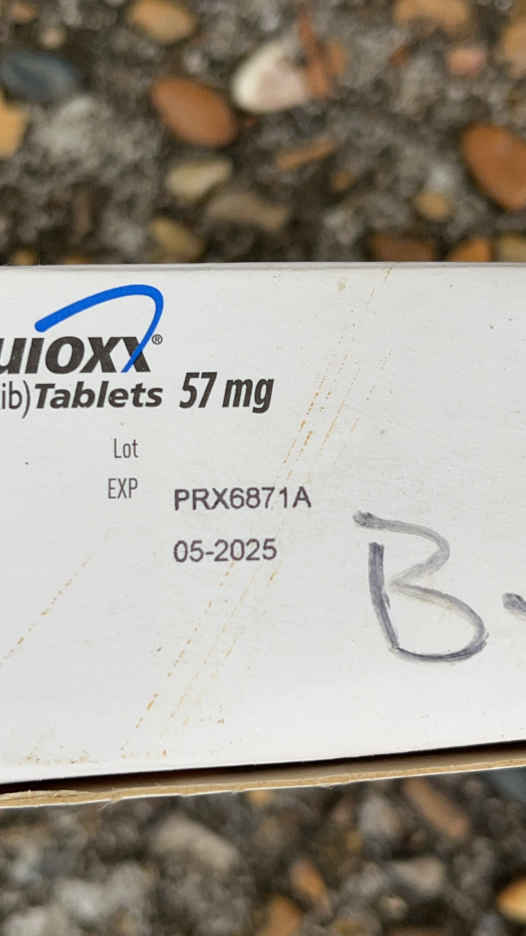 uioxx®
ib)Tablets 57 mg
Lot
EXP PRX6871A
05-2025
B